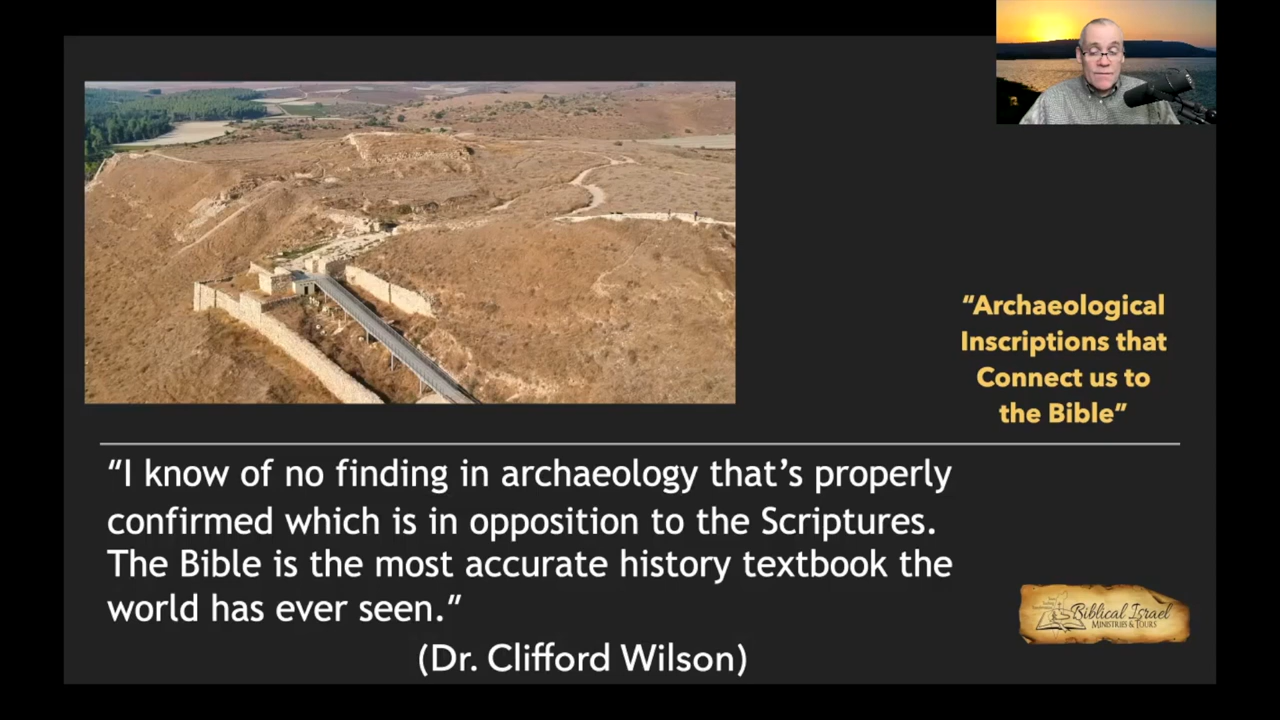 “Archaeological
Inscriptions that
Connect us to
the Bible”
“I know of no finding in archaeology that’s properly
confirmed which is in opposition to the Scriptures.
The Bible is the most accurate history textbook the
world has ever seen.”
(Dr. Clifford Wilson)
Biblical Israel
MINISTRIES & TOURS